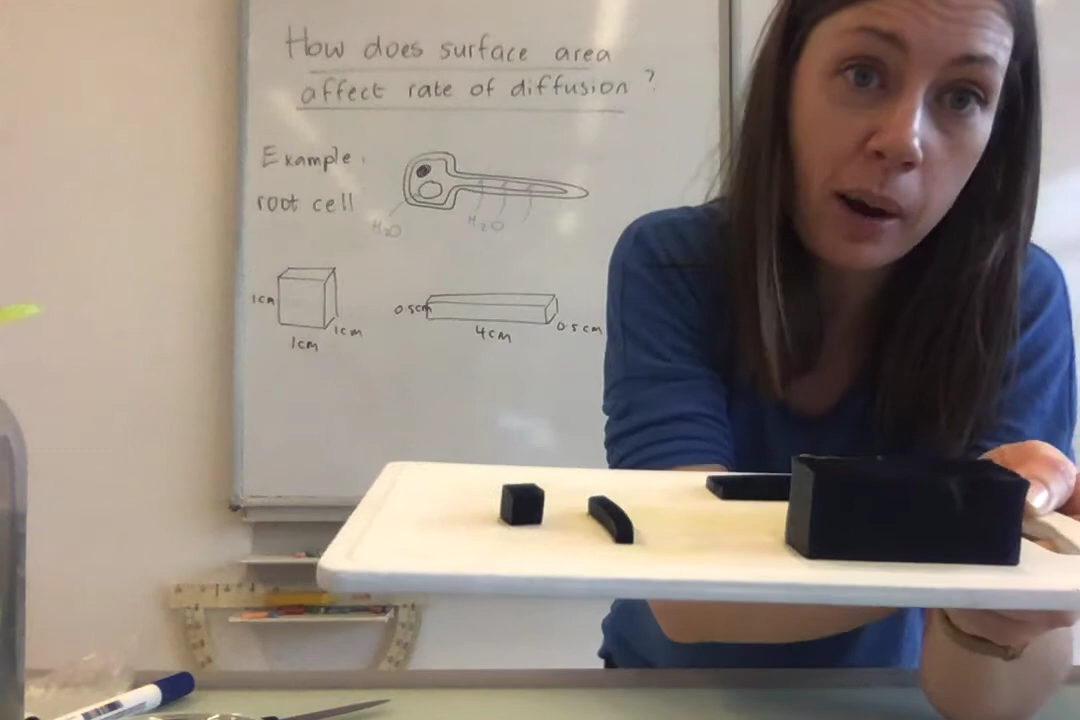 How does surface area
affect rate of diffusion?
Example:
root cell
H₂O
H₂O
1cm
1cm
1cm
0.5cm
4cm
0.5cm